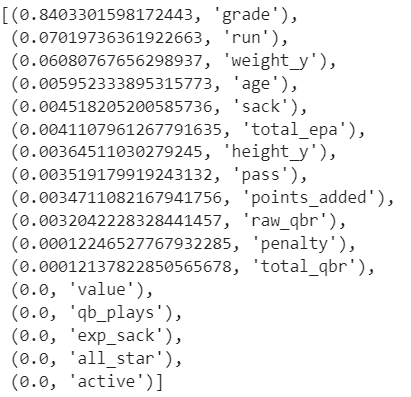 [(0.8403301598172443, 'grade'),
(0.07019736361922663, 'run'),
(0.06080767656298937, 'weight_y'),
(0.005952333895315773, 'age'),
(0.004518205200585736, 'sack'),
(0.0041107961267791635, 'total_epa'),
(0.00364511030279245, 'height_y'),
(0.003519179919243132, 'pass'),
(0.0034711082167941756, 'points_added'),
(0.0032042228328441457, 'raw_qbr'),
(0.00012246527767932285, 'penalty'),
(0.00012137822850565678, 'total_qbr'),
(0.0, 'value'),
(0.0, 'qb_plays'),
(0.0, 'exp_sack'),
(0.0, 'all_star'),
(0.0, 'active')]